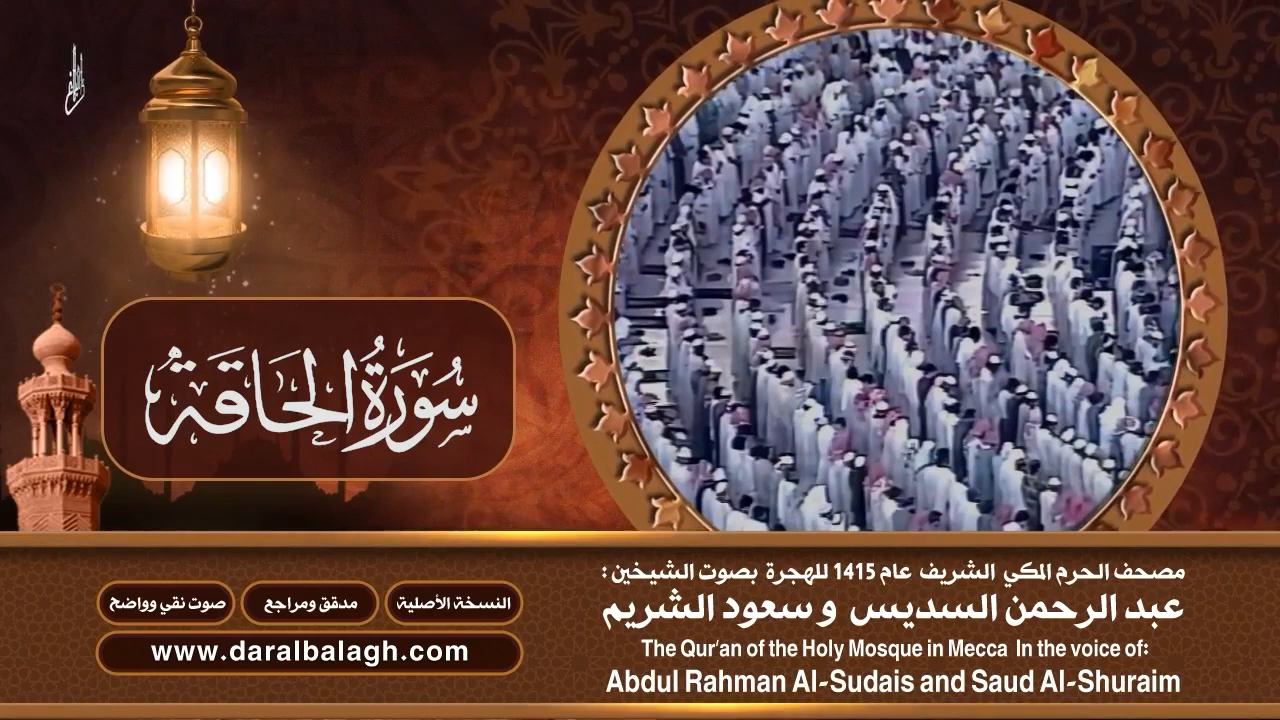 سُورَةُ الحَاقَةِ
مصحف الحرم المكي الشريف عام 1415 للهجرة بصوت الشيخين :
عبد الرحمن السديس و سعود الشريم
The Qur'an of the Holy Mosque in Mecca In the voice of:
Abdul Rahman Al-Sudais and Saud Al-Shuraim
النسخة الأصلية
مدقق ومراجع
صوت نقي وواضح
www.daralbalagh.com